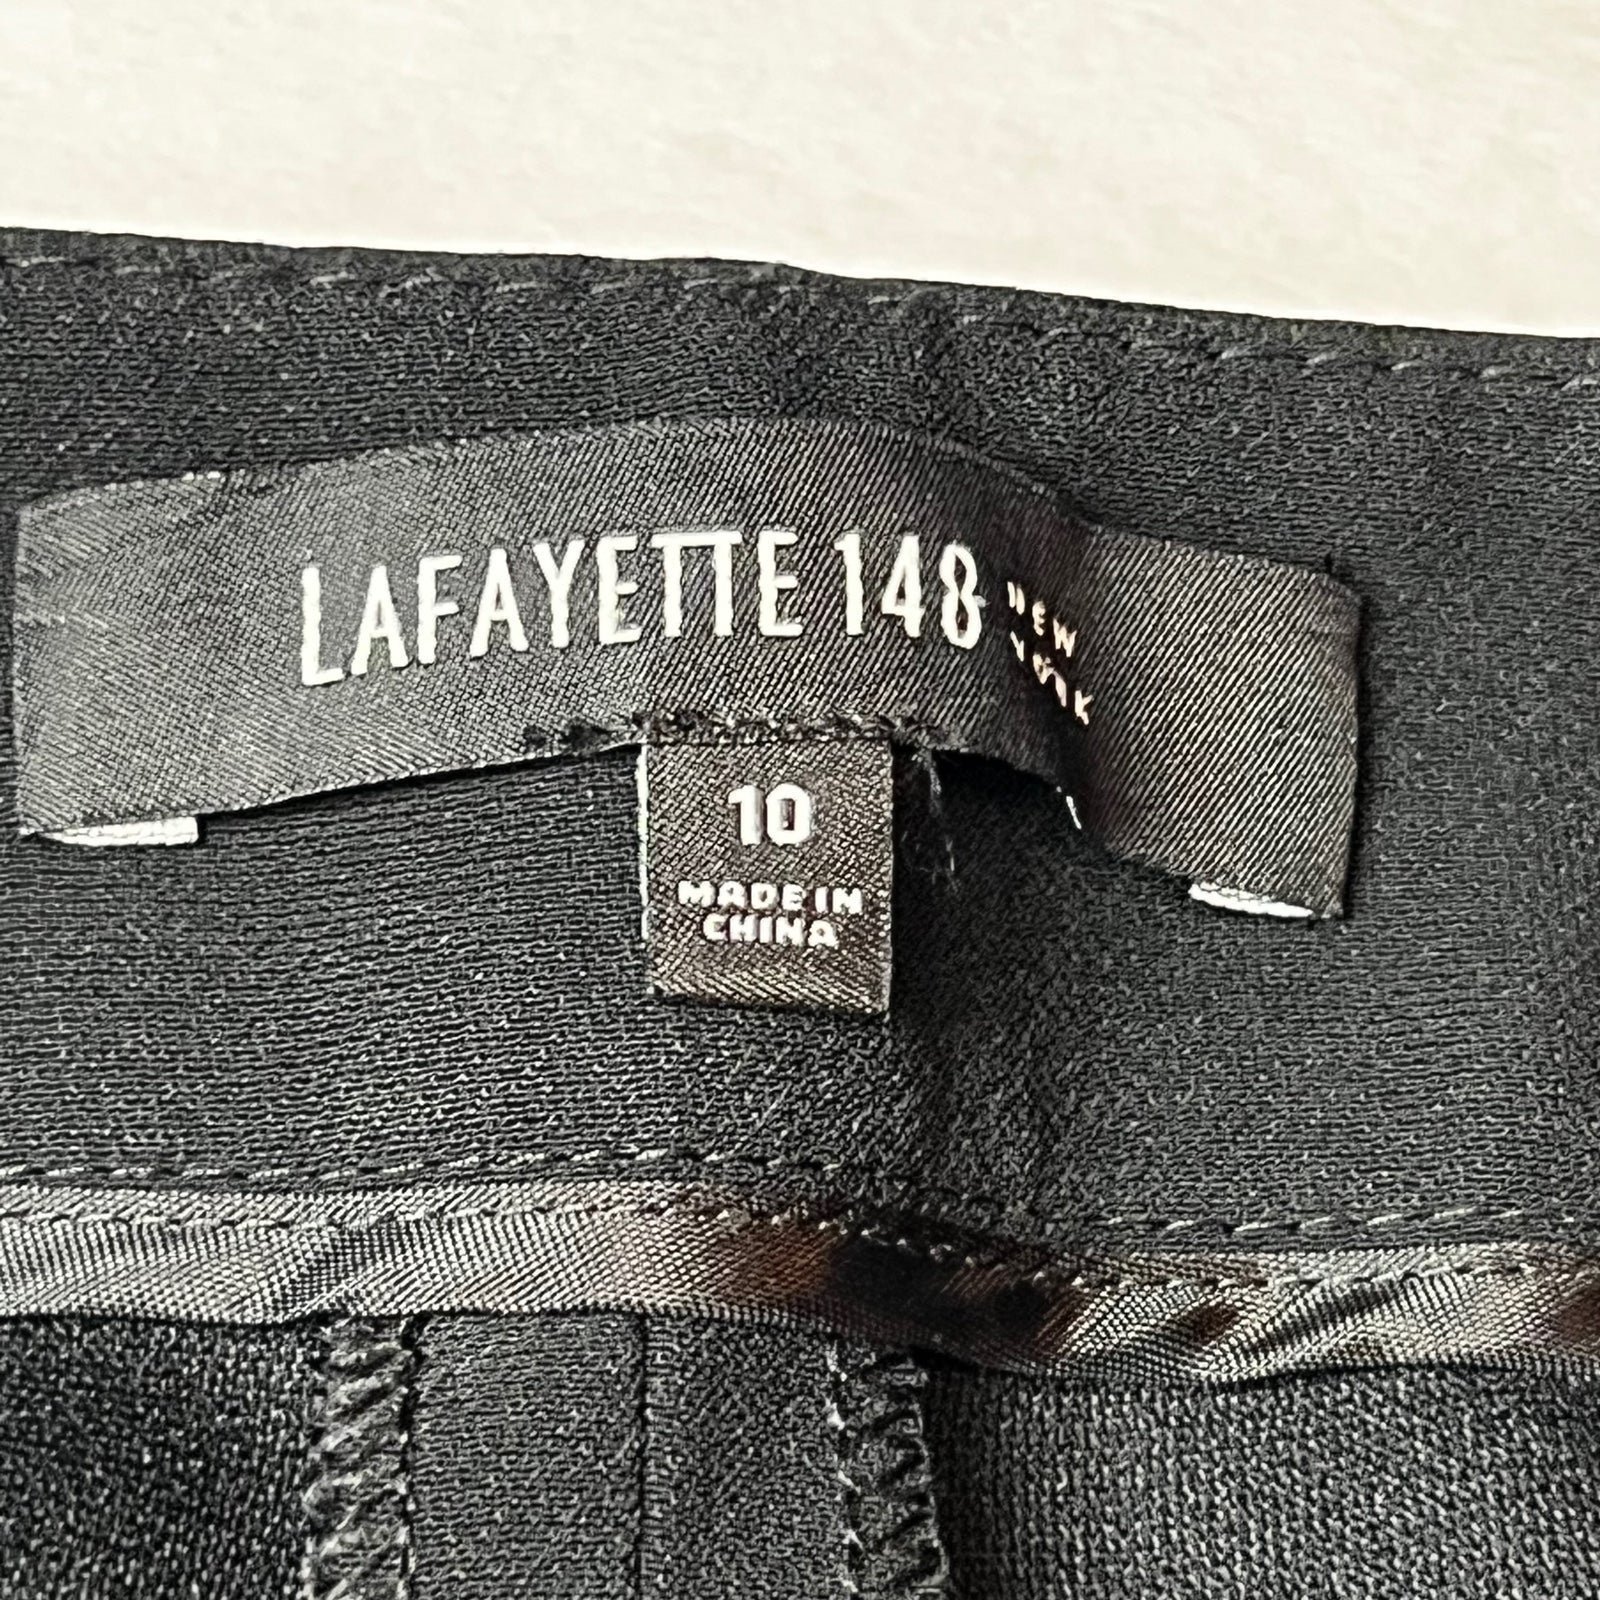 LAFAYETTE 148 NEW
YORK
10
MADE IN
CHINA